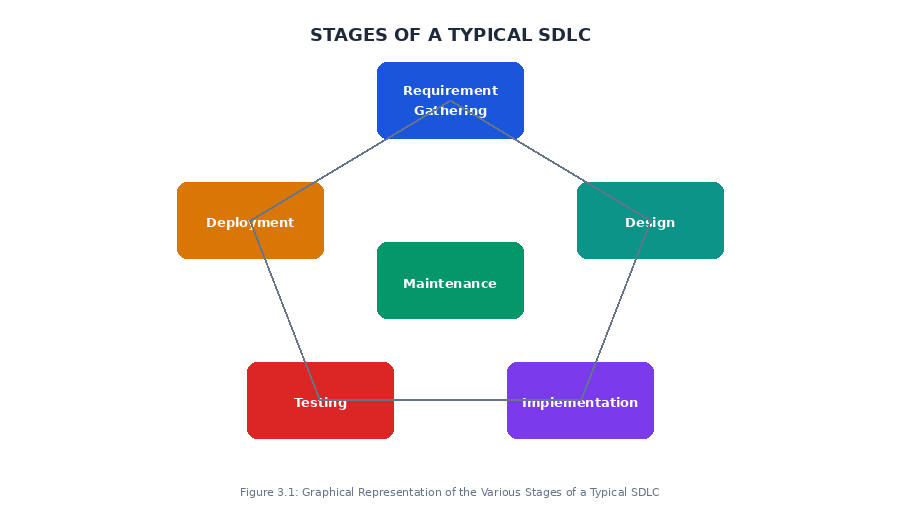 STAGES OF A TYPICAL SDLC
Requirement
Gathering
Deployment
Design
Maintenance
Testing
Implementation
Figure 3.1: Graphical Representation of the Various Stages of a Typical SDLC